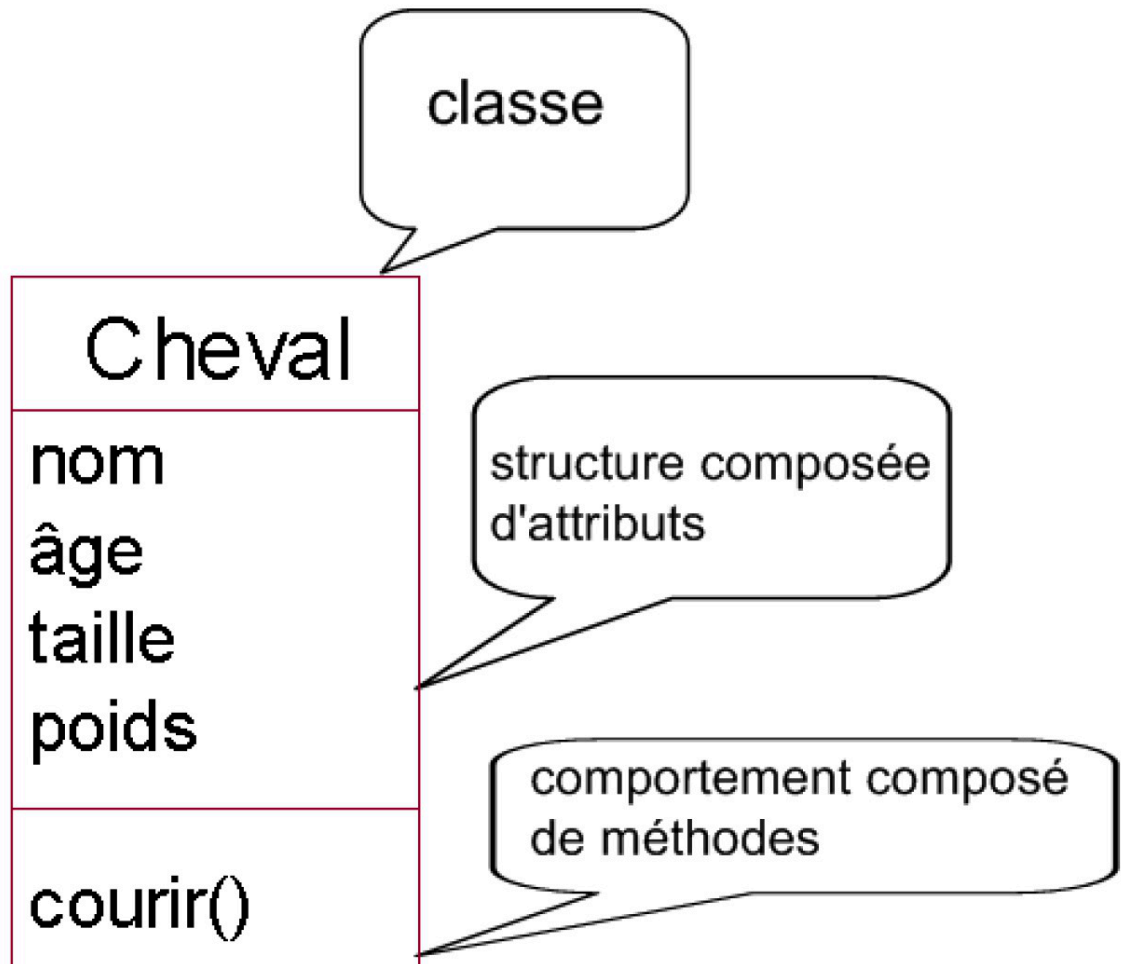 classe
Cheval
nom
âge
taille
poids
structure composée
d'attributs
courir()
comportement composé
de méthodes